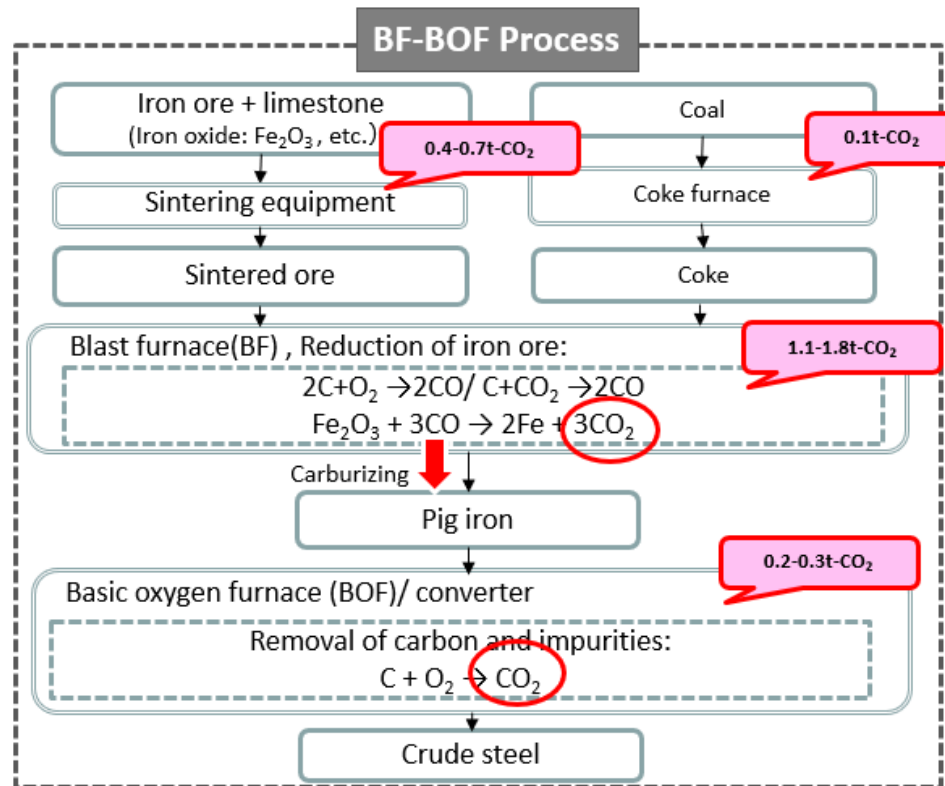 BF-BOF Process
Iron ore + limestone
(Iron oxide: Fe₂O₃ , etc.)
0.4-0.7t-CO₂
Coal
0.1t-CO₂
Sintering equipment
Coke furnace
Sintered ore
Coke
Blast furnace(BF) , Reduction of iron ore:
1.1-1.8t-CO₂
2C+O₂ →2CO/ C+CO₂ →2CO
Fe₂O₃ + 3CO → 2Fe + 3CO₂
Carburizing
Pig iron
0.2-0.3t-CO₂
Basic oxygen furnace (BOF)/ converter
Removal of carbon and impurities:
C + O₂ → CO₂
Crude steel